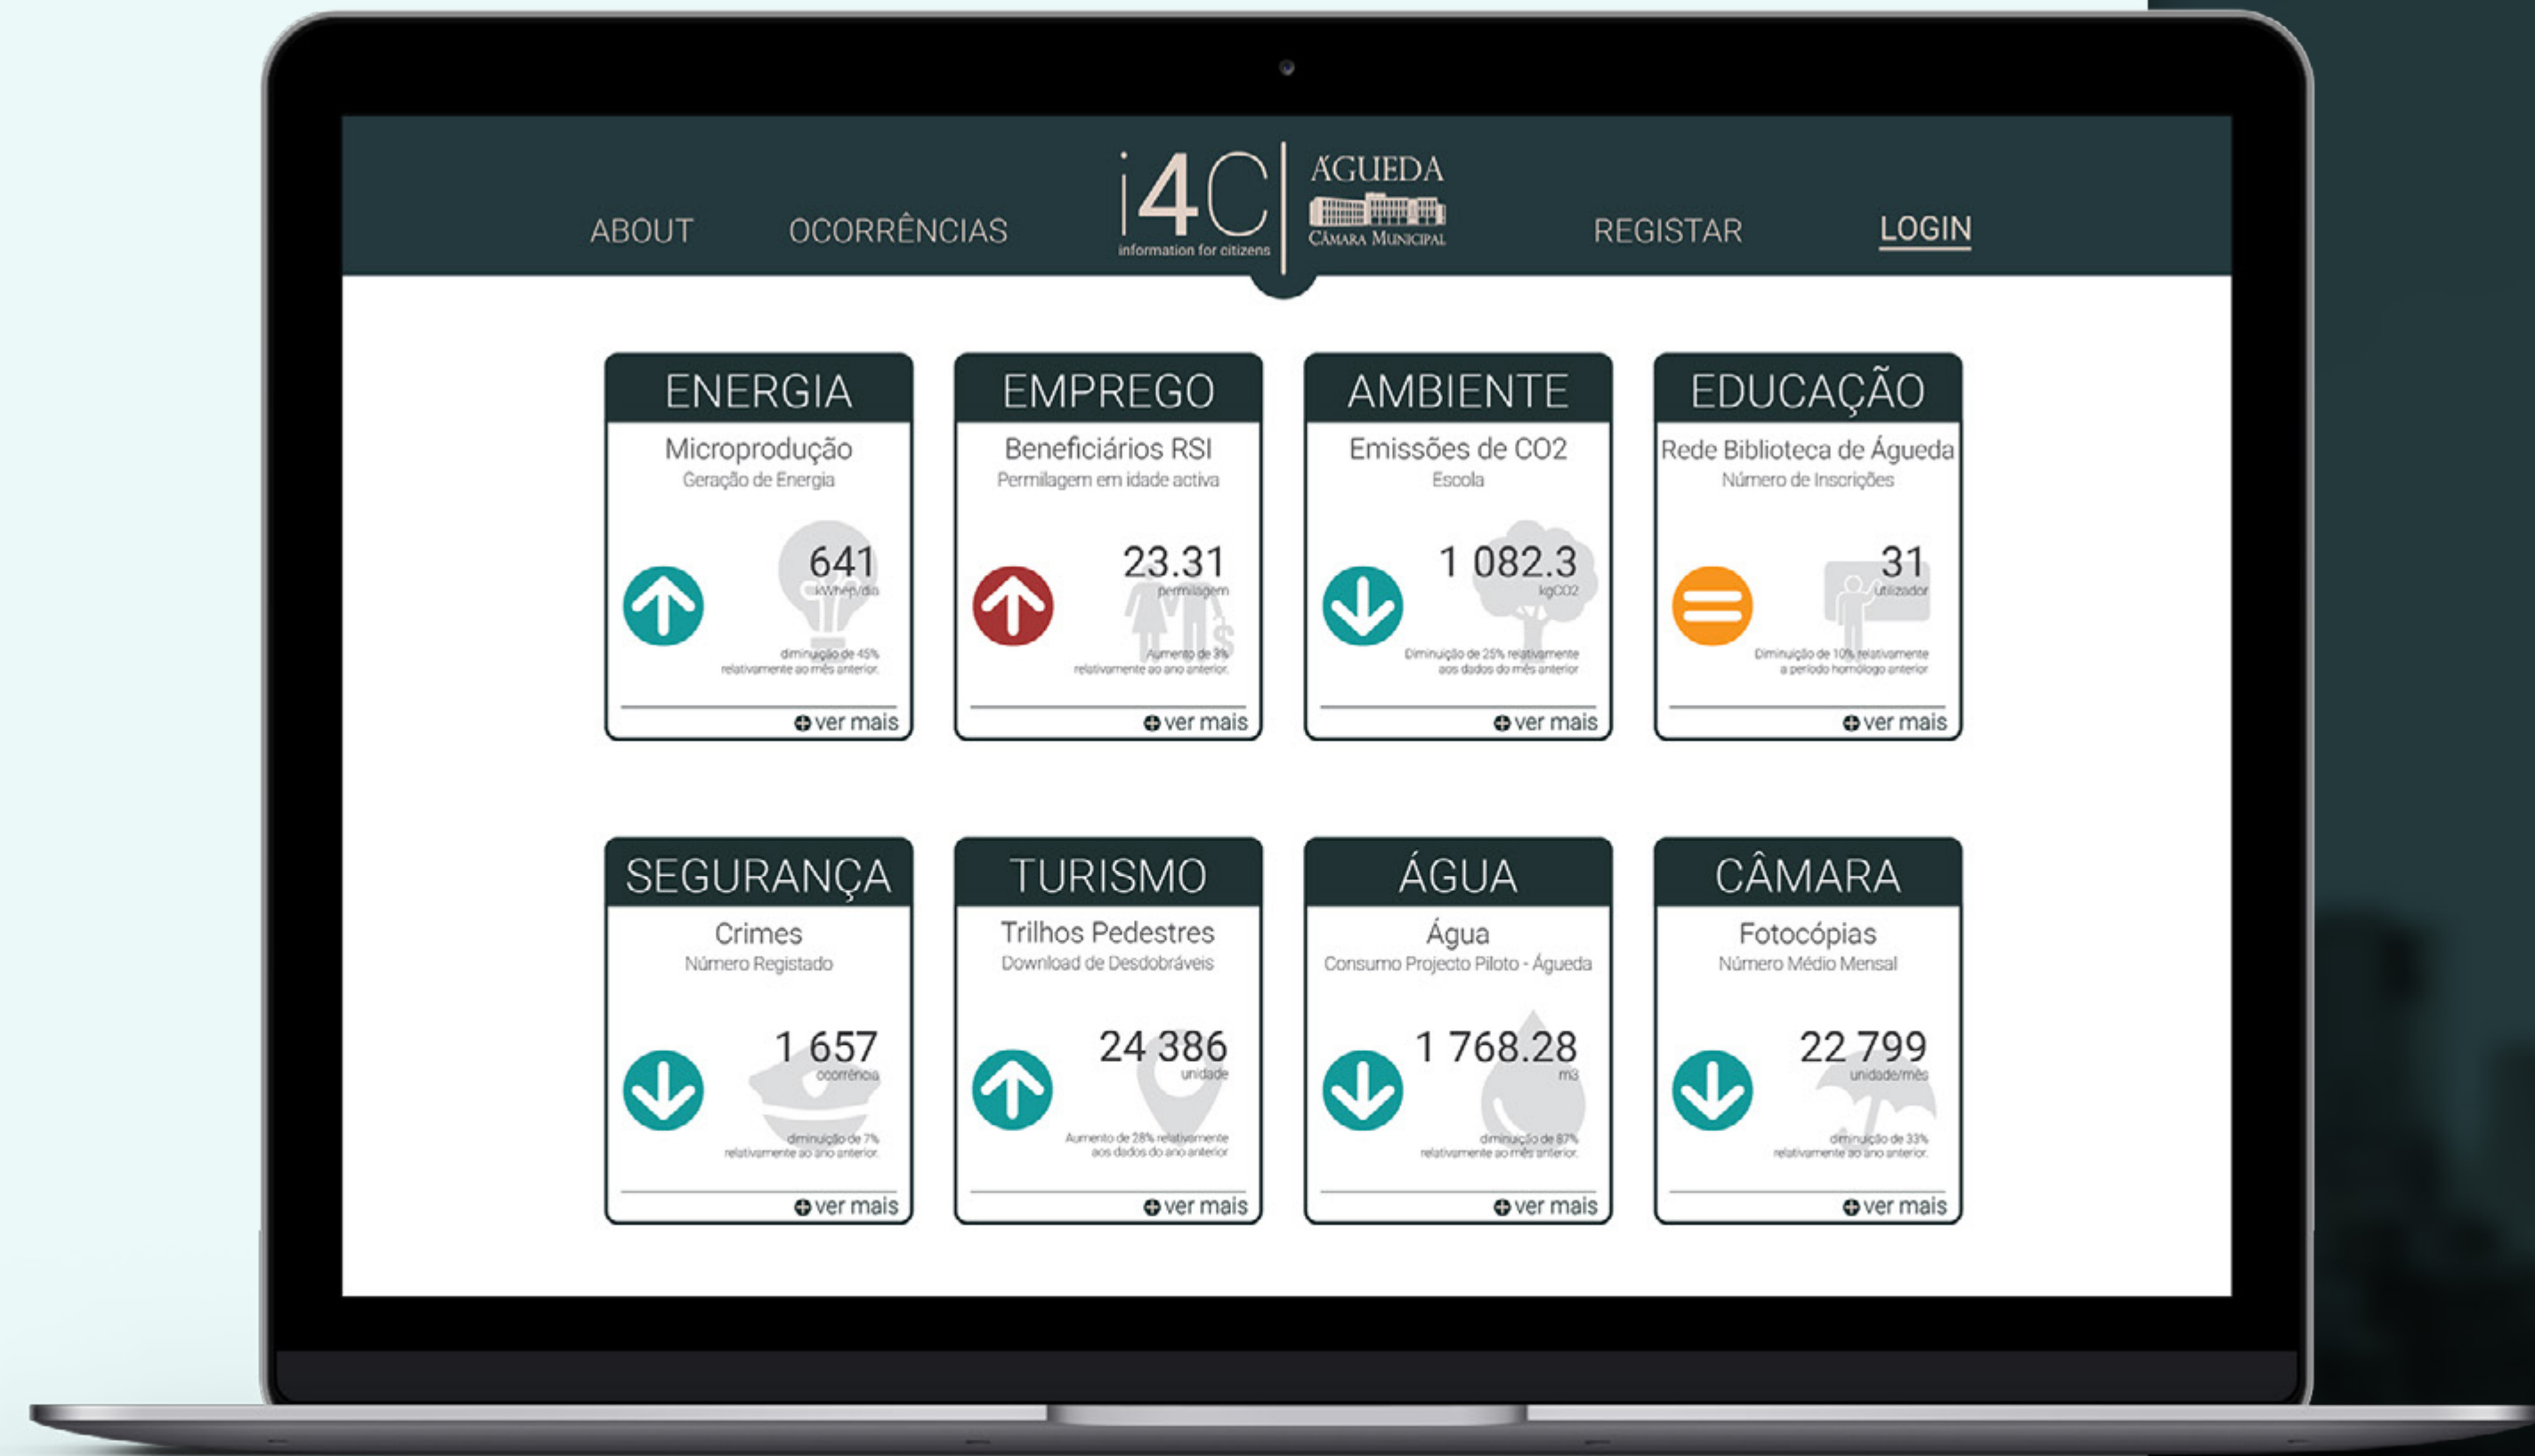 ABOUT
OCORRÊNCIAS
i4C
information for citizens
ÁGUEDA
CÂMARA MUNICIPAL
REGISTAR
LOGIN
ENERGIA
Microprodução
Geração de Energia
641
kWhep/dia
diminuição de 45%
relativamente ao mês anterior.
ver mais
EMPREGO
Beneficiários RSI
Permilagem em idade activa
23.31
permilagem
Aumento de 3%
relativamente ao ano anterior.
ver mais
AMBIENTE
Emissões de CO2
Escola
1 082.3
kgCO2
Diminuição de 25% relativamente
aos dados do mês anterior
ver mais
EDUCAÇÃO
Rede Biblioteca de Águeda
Número de Inscrições
31
utilizador
Diminuição de 10% relativamente
a período homólogo anterior
ver mais
SEGURANÇA
Crimes
Número Registado
1 657
ocorrência
diminuição de 7%
relativamente ao ano anterior.
ver mais
TURISMO
Trilhos Pedestres
Download de Desdobráveis
24 386
unidade
Aumento de 28% relativamente
aos dados do ano anterior
ver mais
ÁGUA
Água
Consumo Projecto Piloto - Águeda
1 768.28
m3
diminuição de 87%
relativamente ao mês anterior.
ver mais
CÂMARA
Fotocópias
Número Médio Mensal
22 799
unidade/mês
diminuição de 33%
relativamente ao ano anterior.
ver mais